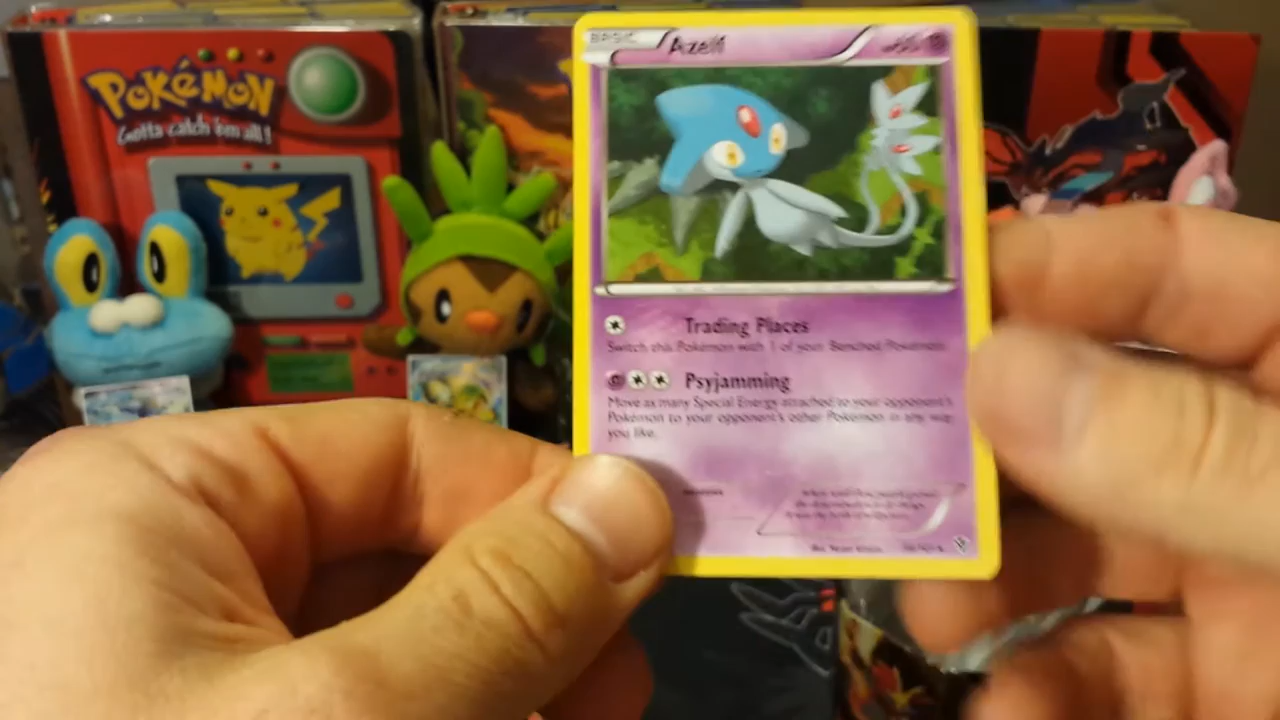 Pokémon
Gotta catch 'em all!
BASIC
Azelf
Trading Places
Switch this Pokémon with 1 of your Benched Pokémon.
Psyjamming
Move as many Special Energy attached to your opponent's
Pokémon to your opponent's other Pokémon in any way
you like.